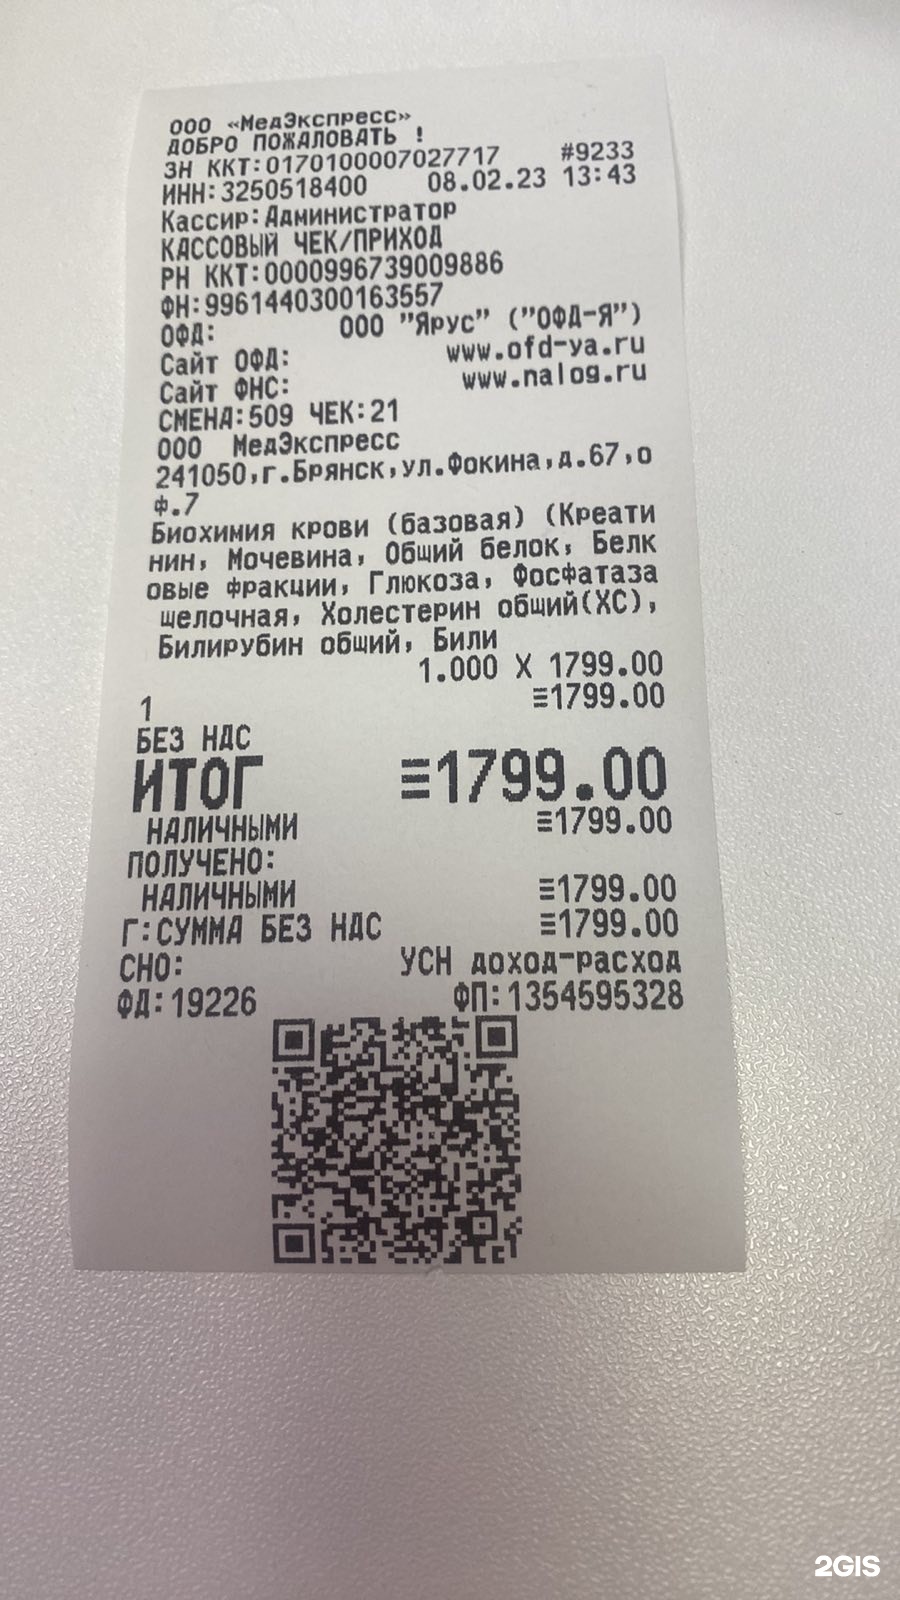 ООО «МедЭкспресс»
ДОБРО ПОЖАЛОВАТЬ !
ЗН ККТ:0170100007027717 #9233
ИНН:3250518400 08.02.23 13:43
Кассир:Администратор
КАССОВЫЙ ЧЕК/ПРИХОД
РН ККТ:0000996739009886
ФН:9961440300163557
ОФД: ООО "Ярус" ("ОФД-Я")
Сайт ОФД: www.ofd-ya.ru
Сайт ФНС: www.nalog.ru
СМЕНА:509 ЧЕК:21
ООО МедЭкспресс
241050,г.Брянск,ул.Фокина,д.67,о
ф.7
Биохимия крови (базовая) (Креати
нин, Мочевина, Общий белок, Белк
овые фракции, Глюкоза, Фосфатаза
щелочная, Холестерин общий(ХС),
Билирубин общий, Били
1.000 X 1799.00
1 ≡1799.00
БЕЗ НДС
ИТОГ ≡1799.00
НАЛИЧНЫМИ ≡1799.00
ПОЛУЧЕНО:
НАЛИЧНЫМИ ≡1799.00
Г:СУММА БЕЗ НДС ≡1799.00
СНО: УСН доход-расход
ФД:19226 ФП:1354595328
2GIS